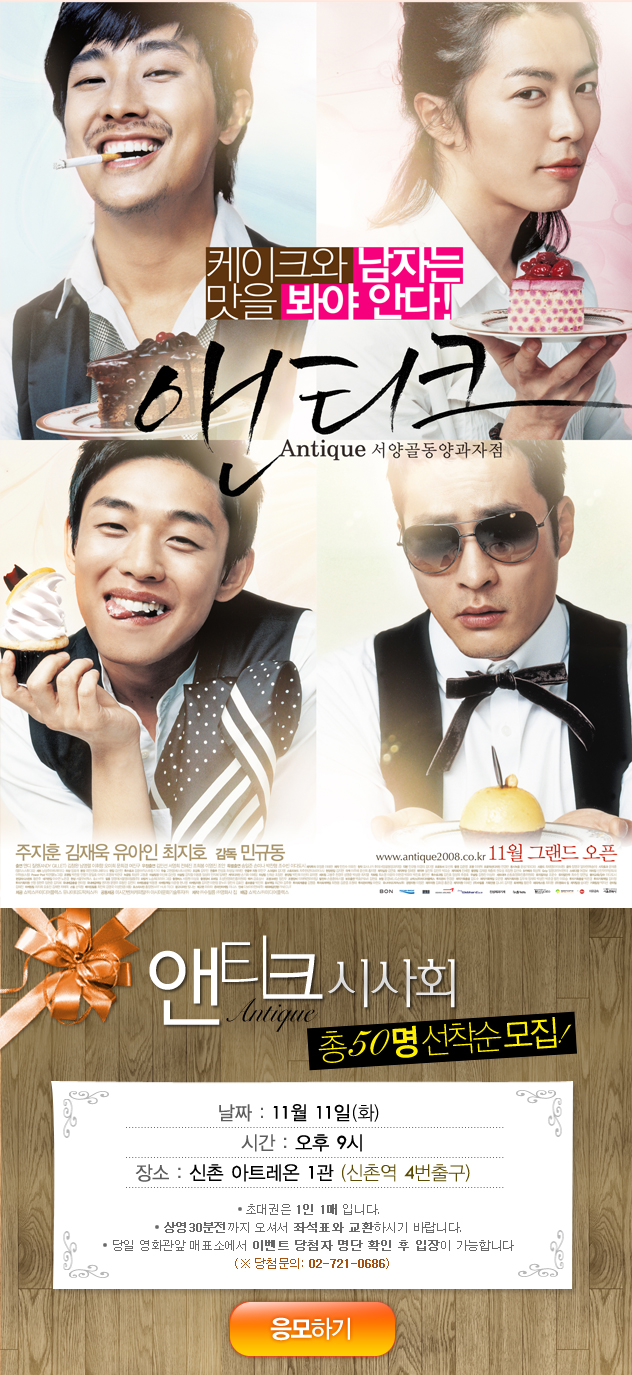 케이크와 남자는
맛을 봐야 안다!!
앤티크
Antique 서양골동양과자점
주지훈 김재욱 유아인 최지호 감독 민규동
www.antique2008.co.kr 11월 그랜드 오픈
앤티크 시사회
Antique
총 50명 선착순 모집!
날짜 : 11월 11일(화)
시간 : 오후 9시
장소 : 신촌 아트레온 1관 (신촌역 4번출구)
• 초대권은 1인 1매 입니다.
• 상영30분전까지 오셔서 좌석표와 교환하시기 바랍니다.
• 당일 영화관앞 매표소에서 이벤트 당첨자 명단 확인 후 입장이 가능합니다
(※ 당첨문의: 02-721-0686)
응모하기